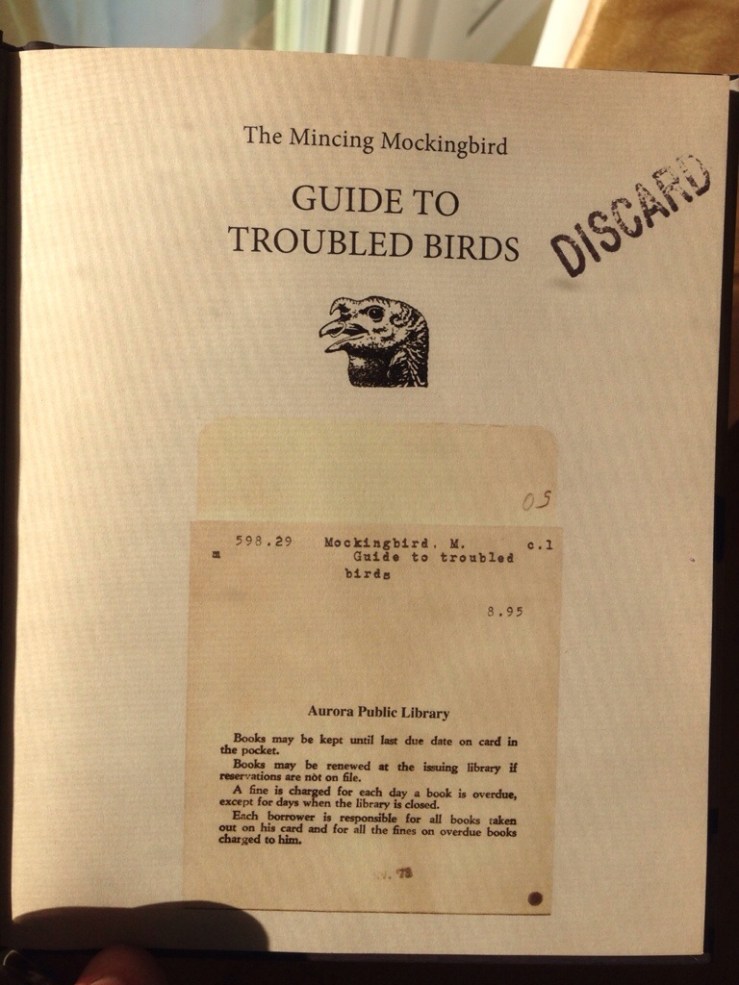 The Mincing Mockingbird
GUIDE TO
TROUBLED BIRDS
DISCARD
05
598.29 Mockingbird, M. c.1
m Guide to troubled
birds
8.95
Aurora Public Library
Books may be kept until last due date on card in
the pocket.
Books may be renewed at the issuing library if
reservations are not on file.
A fine is charged for each day a book is overdue,
except for days when the library is closed.
Each borrower is responsible for all books taken
out on his card and for all the fines on overdue books
charged to him.